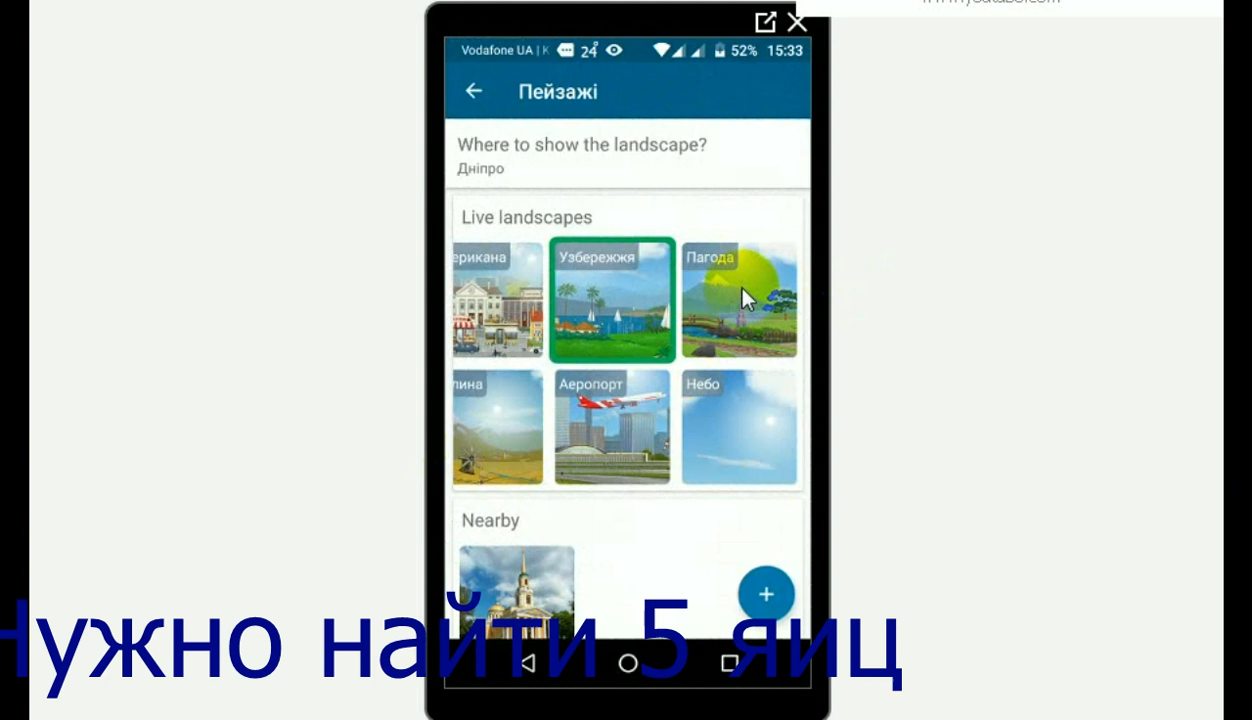 Vodafone UA | K 24° 52% 15:33
Пейзажі
Where to show the landscape?
Дніпро
Live landscapes
ерикана Узбережжя Пагода
лина Аеропорт Небо
Nearby
+
Нужно найти 5 яиц